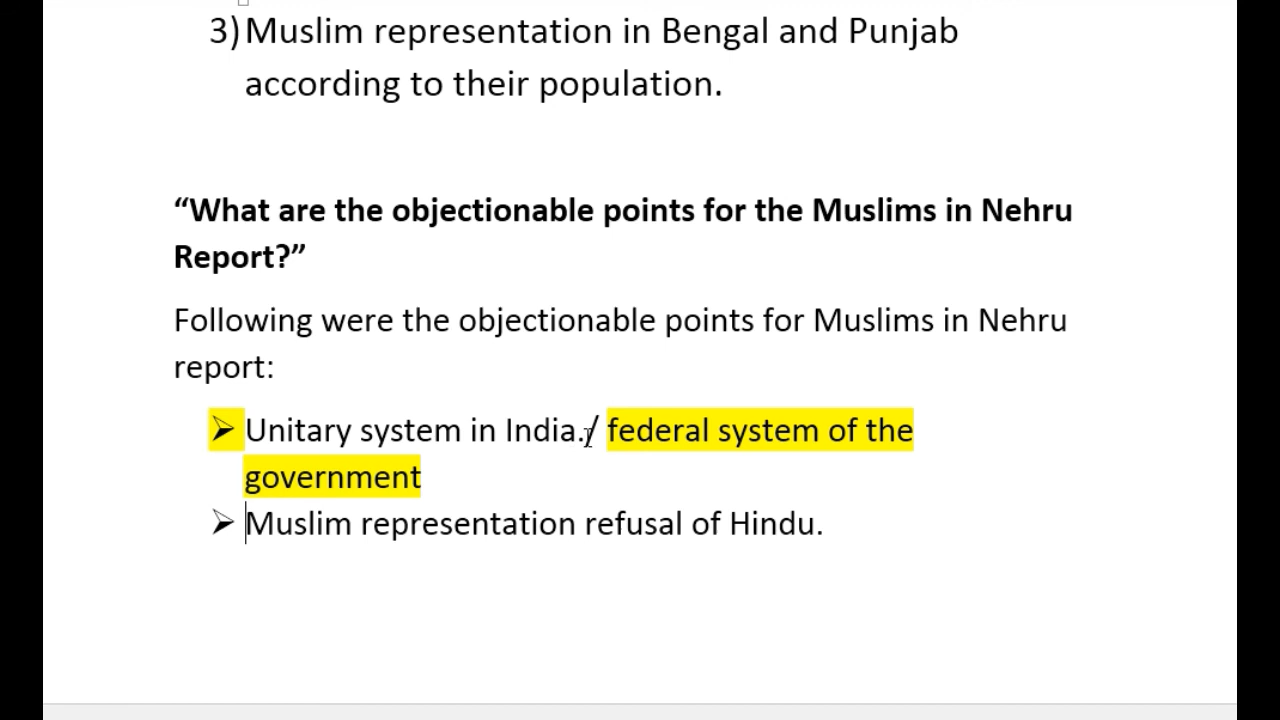 3) Muslim representation in Bengal and Punjab
according to their population.
“What are the objectionable points for the Muslims in Nehru
Report?”
Following were the objectionable points for Muslims in Nehru
report:
➢ Unitary system in India./ federal system of the
government
➢ Muslim representation refusal of Hindu.